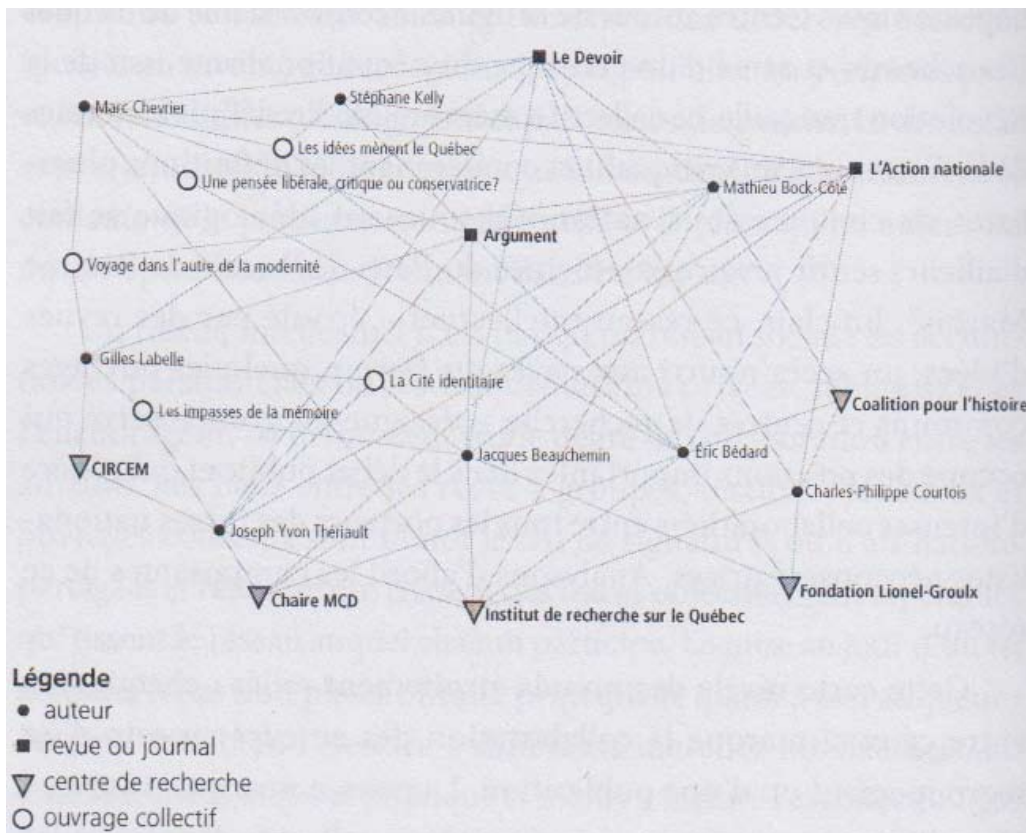 Le Devoir
Marc Chevrier
Stéphane Kelly
Les idées mènent le Québec
L'Action nationale
Une pensée libérale, critique ou conservatrice?
Mathieu Bock-Côté
Argument
Voyage dans l'autre de la modernité
Gilles Labelle
La Cité identitaire
Coalition pour l'histoire
Les impasses de la mémoire
CIRCEM
Jacques Beauchemin
Éric Bédard
Charles-Philippe Courtois
Joseph Yvon Thériault
Chaire MCD
Fondation Lionel-Groulx
Institut de recherche sur le Québec
Légende
auteur
revue ou journal
centre de recherche
ouvrage collectif